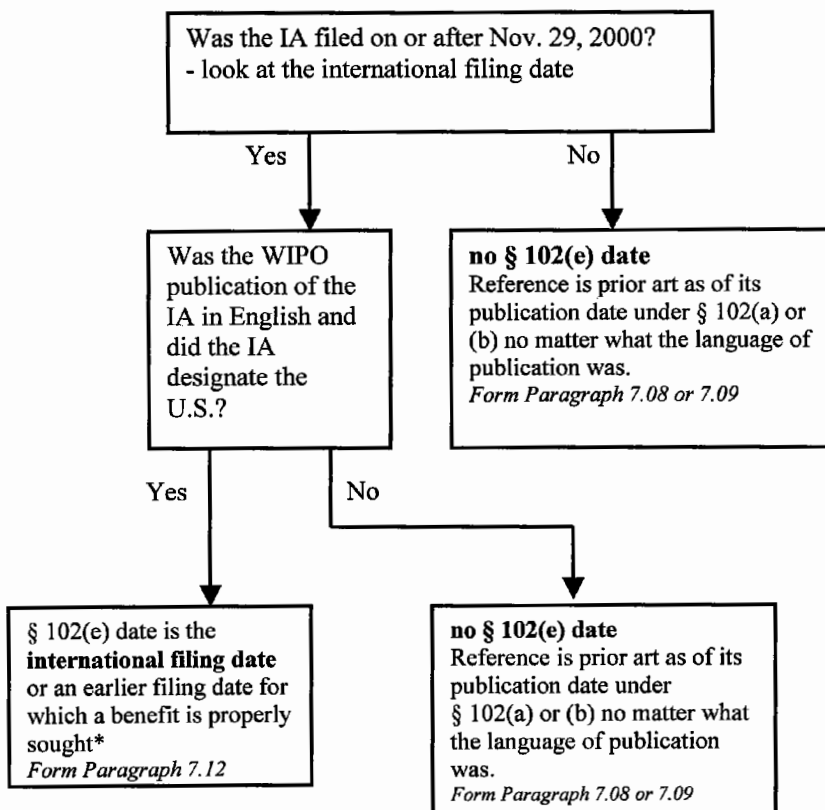 Was the IA filed on or after Nov. 29, 2000?
- look at the international filing date
Yes
No
Was the WIPO
publication of the
IA in English and
did the IA
designate the
U.S.?
no § 102(e) date
Reference is prior art as of its
publication date under § 102(a) or
(b) no matter what the language of
publication was.
Form Paragraph 7.08 or 7.09
Yes
No
§ 102(e) date is the
international filing date
or an earlier filing date for
which a benefit is properly
sought*
Form Paragraph 7.12
no § 102(e) date
Reference is prior art as of its
publication date under
§ 102(a) or (b) no matter what
the language of publication
was.
Form Paragraph 7.08 or 7.09